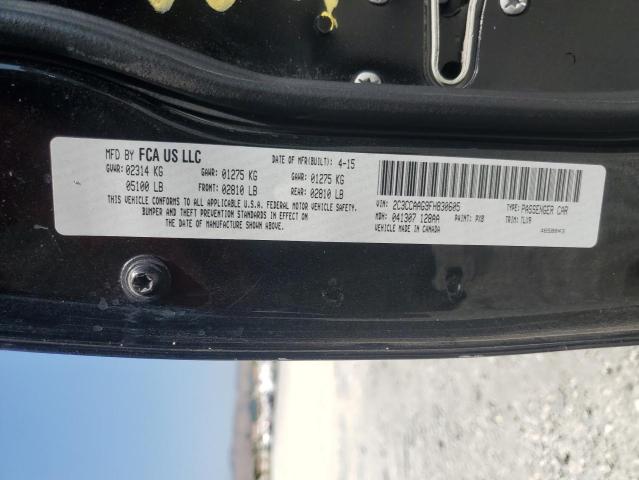 MFD BY FCA US LLC
DATE OF MFR(BUILT): 4-15
GVWR: 02314 KG GAWR: 01275 KG GAWR: 01275 KG
05100 LB FRONT: 02810 LB REAR: 02810 LB
THIS VEHICLE CONFORMS TO ALL APPLICABLE U.S.A. FEDERAL MOTOR VEHICLE SAFETY,
BUMPER AND THEFT PREVENTION STANDARDS IN EFFECT ON
THE DATE OF MANUFACTURE SHOWN ABOVE.
VIN: 2C3CCAAG9FH830605 TYPE: PASSENGER CAR
MDH: 041307 128AA PAINT: PX8 TRIM: TLX9
VEHICLE MADE IN CANADA